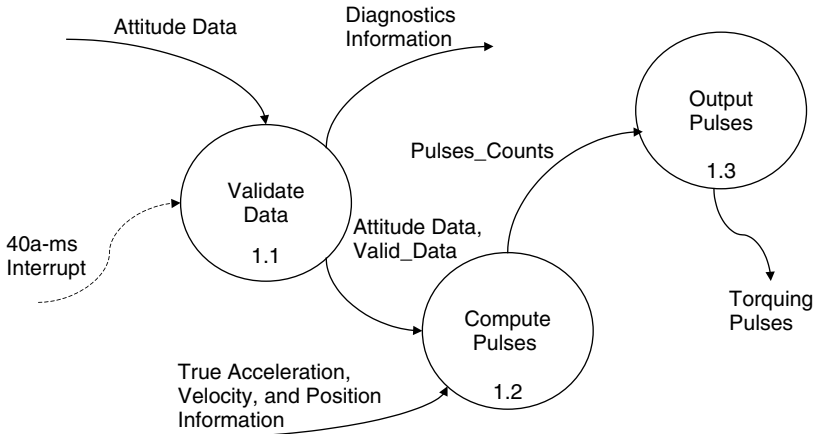 Attitude Data
Diagnostics
Information
Output
Pulses
1.3
Pulses_Counts
Validate
Data
1.1
Attitude Data,
Valid_Data
40a-ms
Interrupt
Compute
Pulses
1.2
Torquing
Pulses
True Acceleration,
Velocity, and Position
Information